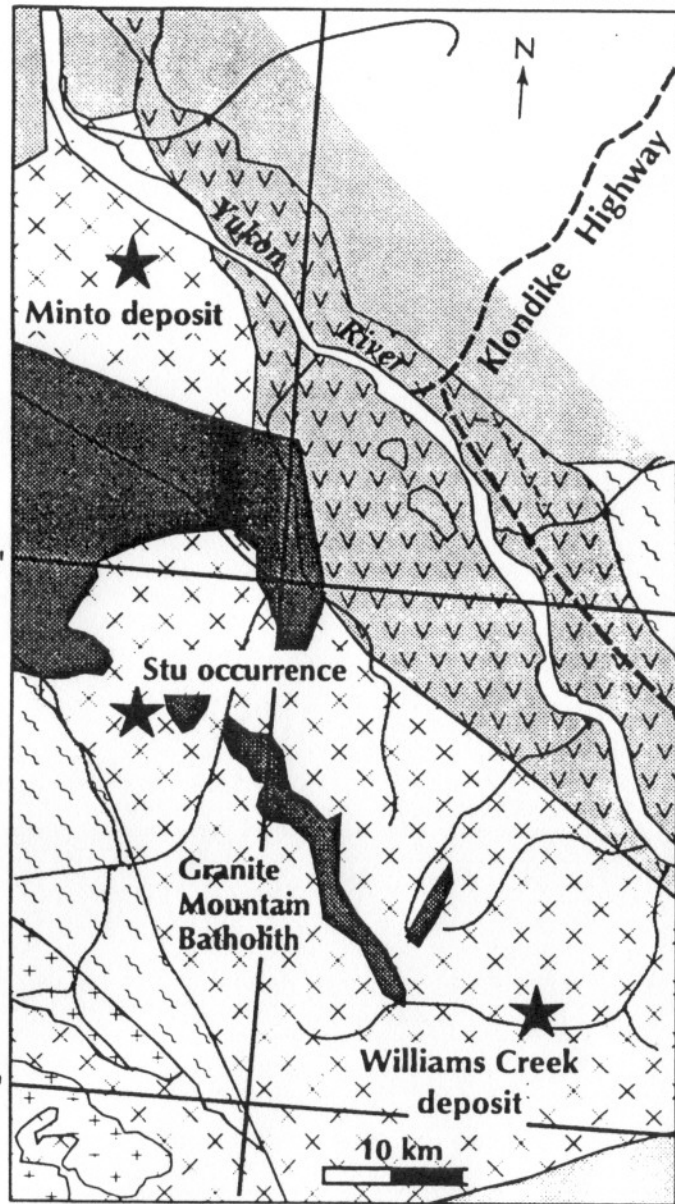 N
Yukon
River
Klondike Highway
Minto deposit
Stu occurrence
Granite
Mountain
Batholith
Williams Creek
deposit
10 km